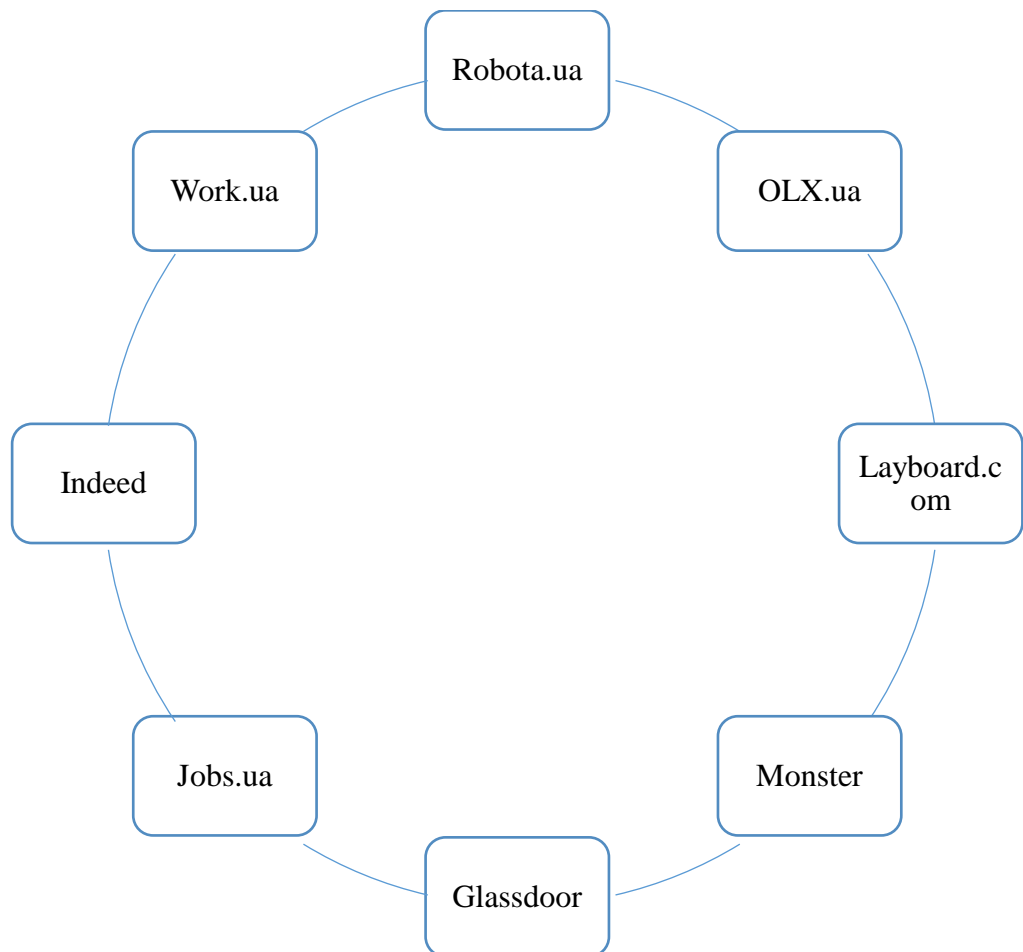 Robota.ua
Work.ua
OLX.ua
Indeed
Layboard.c
om
Jobs.ua
Monster
Glassdoor